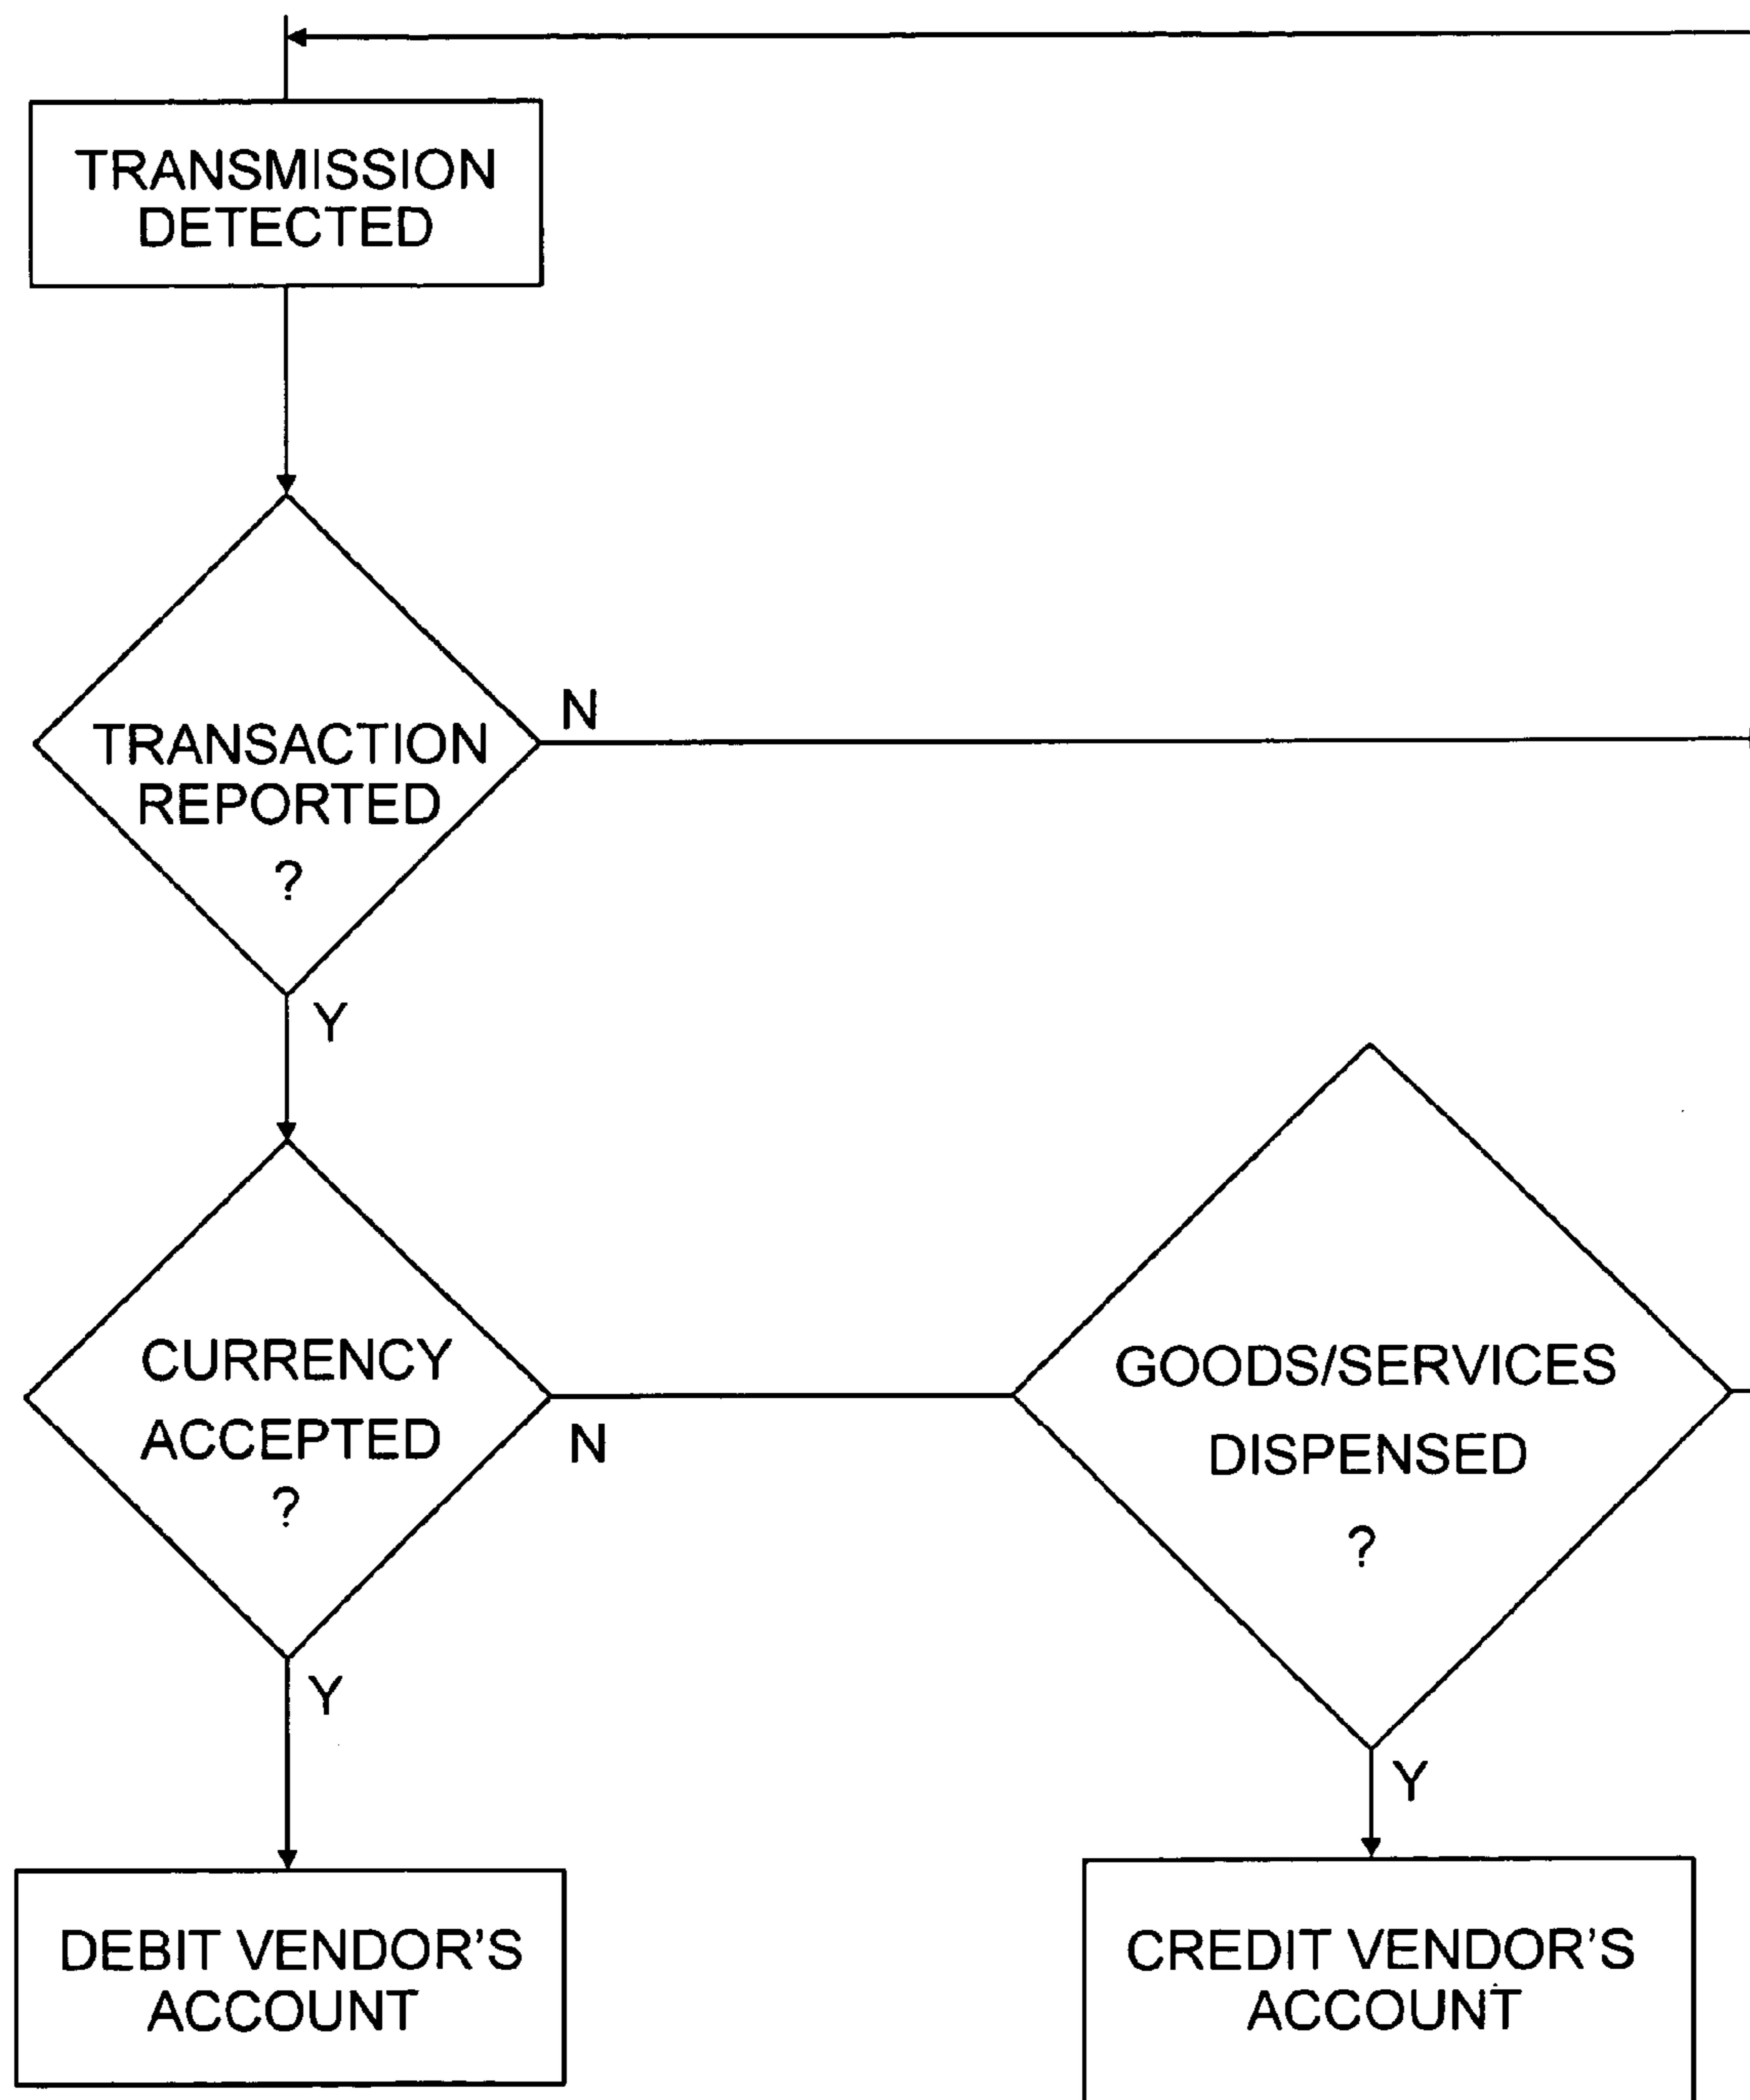 TRANSMISSION
DETECTED
TRANSACTION
REPORTED
?
N
Y
CURRENCY
ACCEPTED
?
N
Y
GOODS/SERVICES
DISPENSED
?
Y
DEBIT VENDOR'S
ACCOUNT
CREDIT VENDOR'S
ACCOUNT